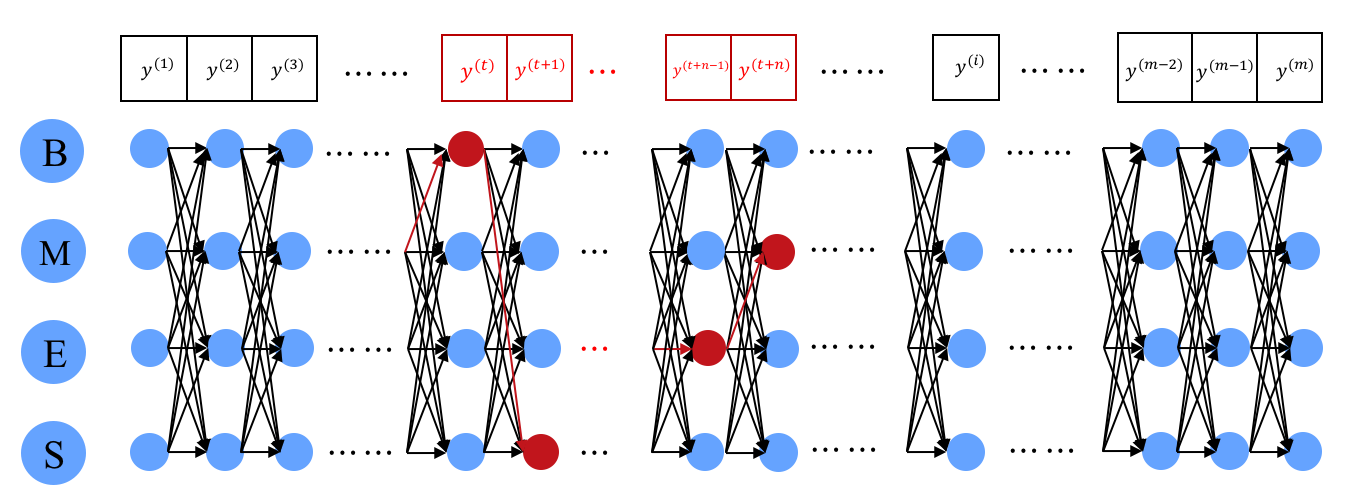 y^(1) y^(2) y^(3) …… y^(t) y^(t+1) … y^(t+n−1) y^(t+n) …… y^(i) …… y^(m−2) y^(m−1) y^(m)
B …… … …… ……
M …… … …… ……
E …… … …… ……
S …… … …… ……